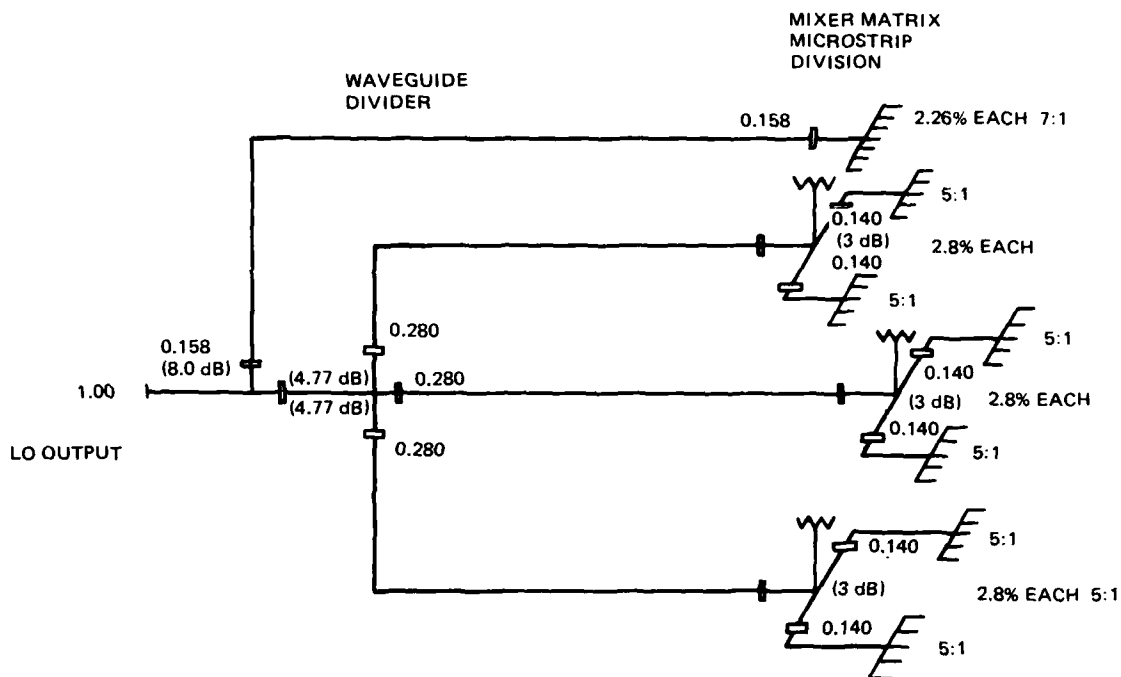 MIXER MATRIX
MICROSTRIP
DIVISION
WAVEGUIDE
DIVIDER
0.158
2.26% EACH 7:1
5:1
0.140
(3 dB)
0.140
2.8% EACH
5:1
0.280
0.158
(8.0 dB)
1.00
(4.77 dB)
(4.77 dB)
0.280
5:1
0.140
(3 dB)
2.8% EACH
0.140
5:1
0.280
LO OUTPUT
5:1
0.140
(3 dB)
2.8% EACH 5:1
0.140
5:1